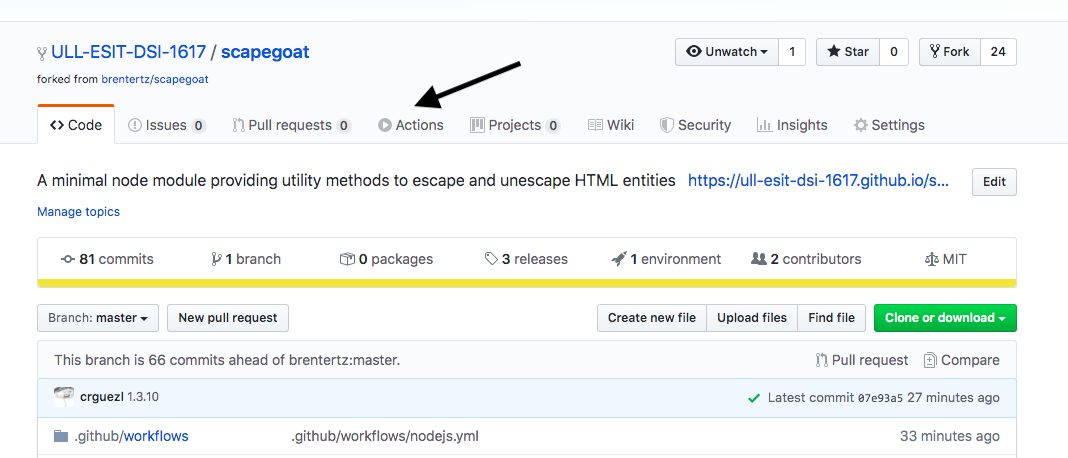 ULL-ESIT-DSI-1617 / scapegoat
Unwatch 1 Star 0 Fork 24
forked from brentertz/scapegoat
<> Code Issues 0 Pull requests 0 Actions Projects 0 Wiki Security Insights Settings
A minimal node module providing utility methods to escape and unescape HTML entities https://ull-esit-dsi-1617.github.io/s... Edit
Manage topics
81 commits 1 branch 0 packages 3 releases 1 environment 2 contributors MIT
Branch: master New pull request Create new file Upload files Find file Clone or download
This branch is 66 commits ahead of brentertz:master. Pull request Compare
crguezl 1.3.10 Latest commit 07e93a5 27 minutes ago
.github/workflows .github/workflows/nodejs.yml 33 minutes ago